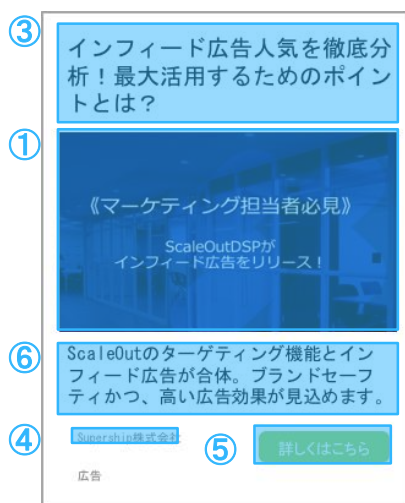 ③
インフィード広告人気を徹底分
析！最大活用するためのポイン
トとは？
①
《マーケティング担当者必見》
ScaleOutDSPが
インフィード広告をリリース！
⑥
ScaleOutのターゲティング機能とイン
フィード広告が合体。ブランドセーフ
ティかつ、高い広告効果が見込めます。
④
Supership株式会社
⑤
詳しくはこちら
広告